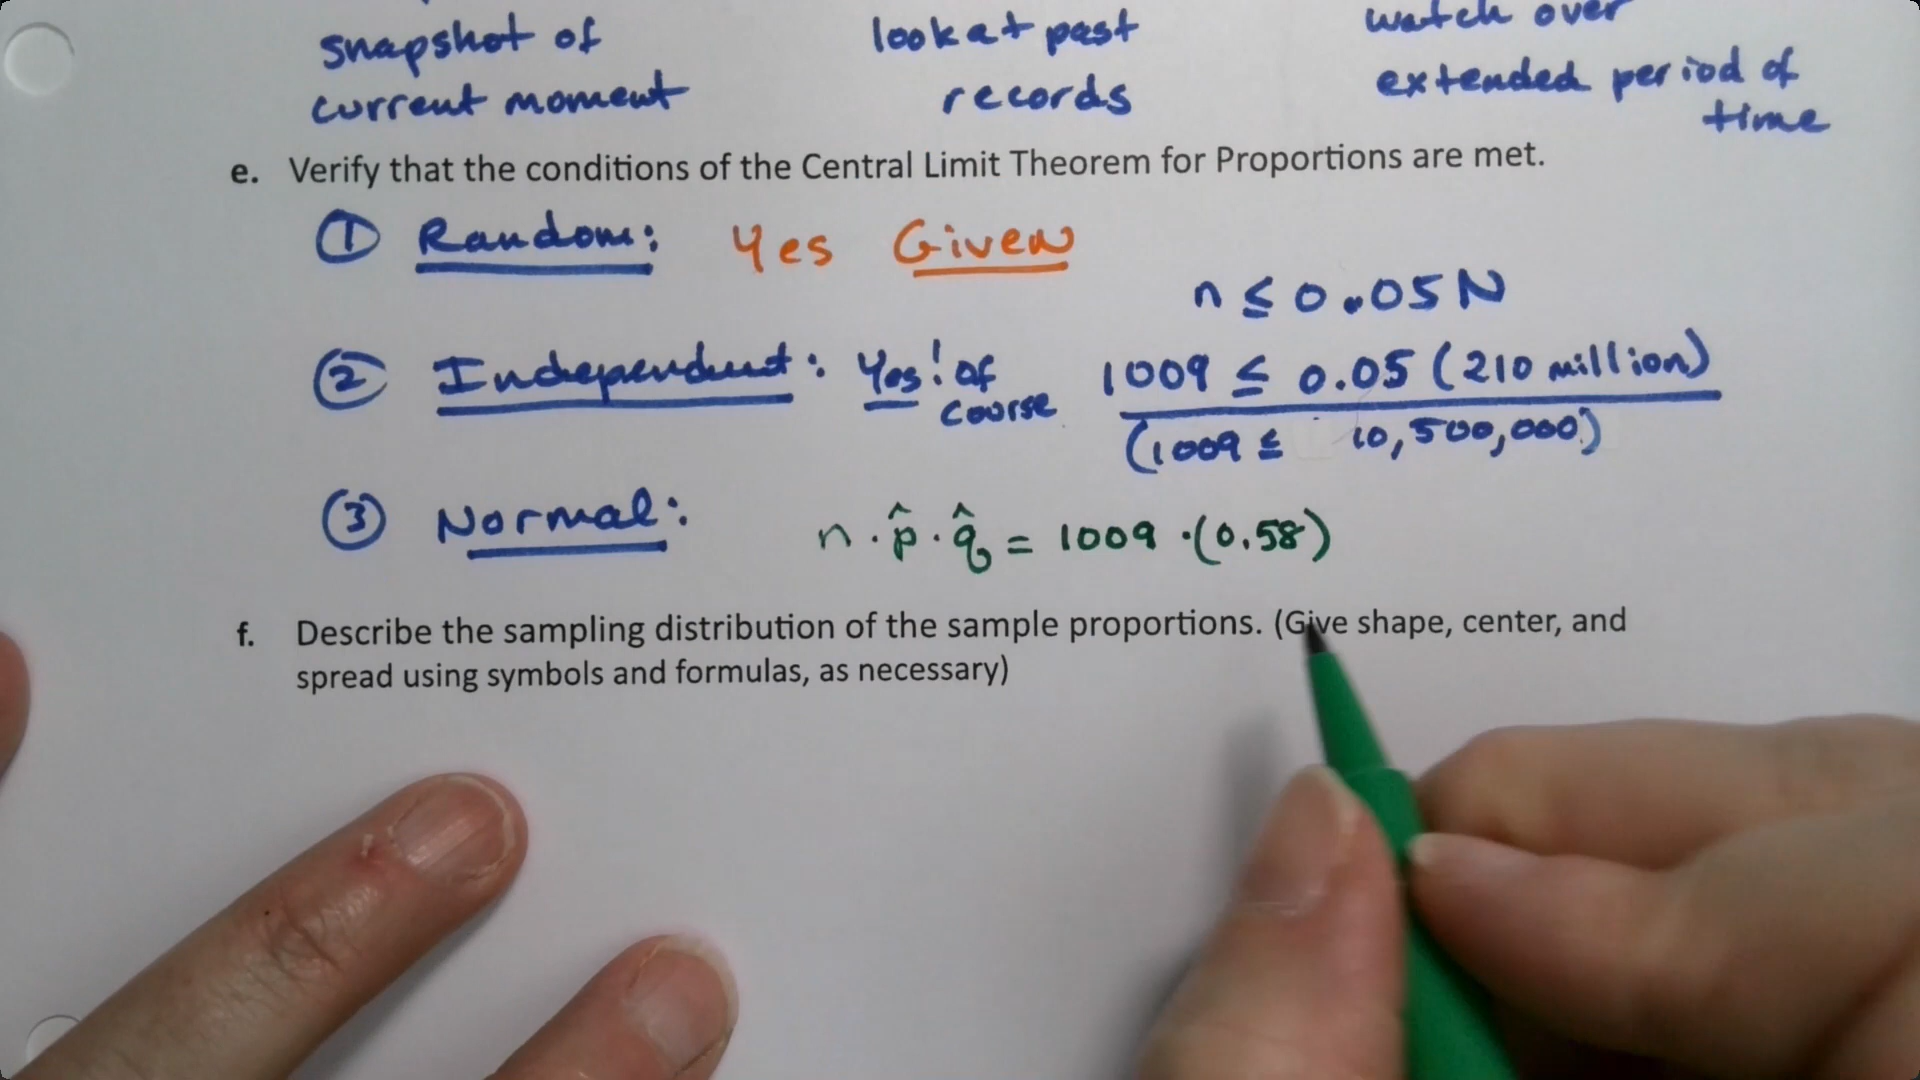 snapshot of
current moment
look at past
records
watch over
extended period of
time
e. Verify that the conditions of the Central Limit Theorem for Proportions are met.
① Random: Yes Given
n ≤ 0.05N
② Independent: Yes! of course
1009 ≤ 0.05 (210 million)
(1009 ≤ 10,500,000)
③ Normal: n · p̂ · q̂ = 1009 · (0.58)
f. Describe the sampling distribution of the sample proportions. (Give shape, center, and
spread using symbols and formulas, as necessary)